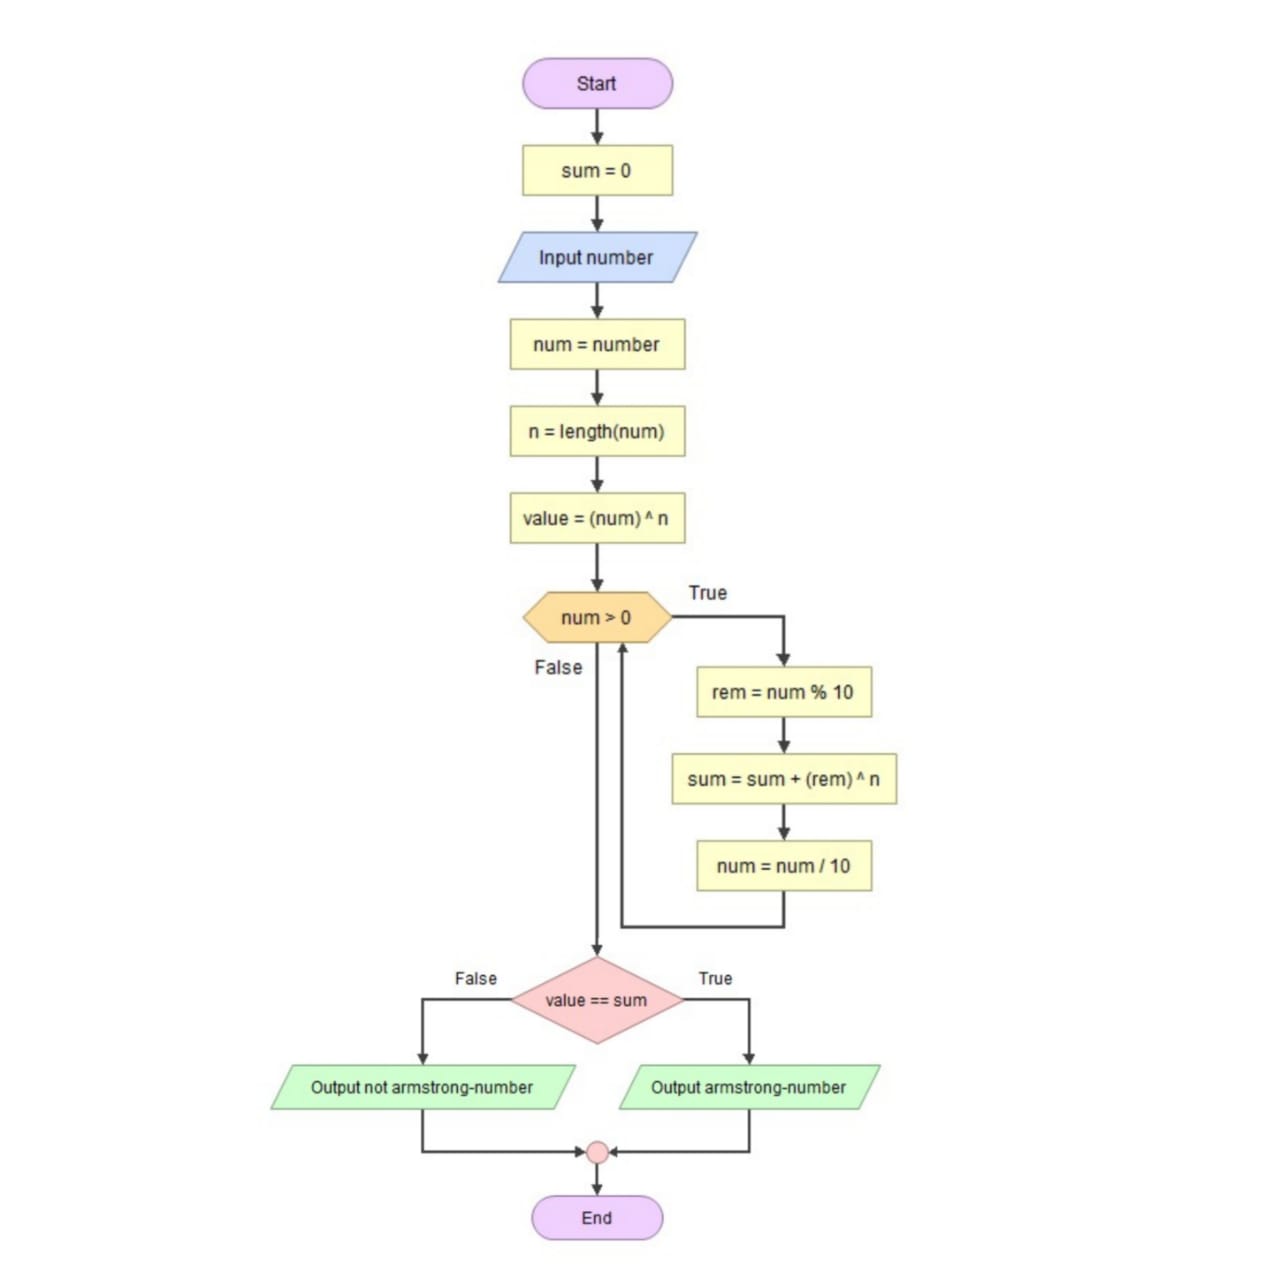 Start
sum = 0
Input number
num = number
n = length(num)
value = (num) ^ n
num > 0
True
False
rem = num % 10
sum = sum + (rem) ^ n
num = num / 10
value == sum
False
True
Output not armstrong-number
Output armstrong-number
End